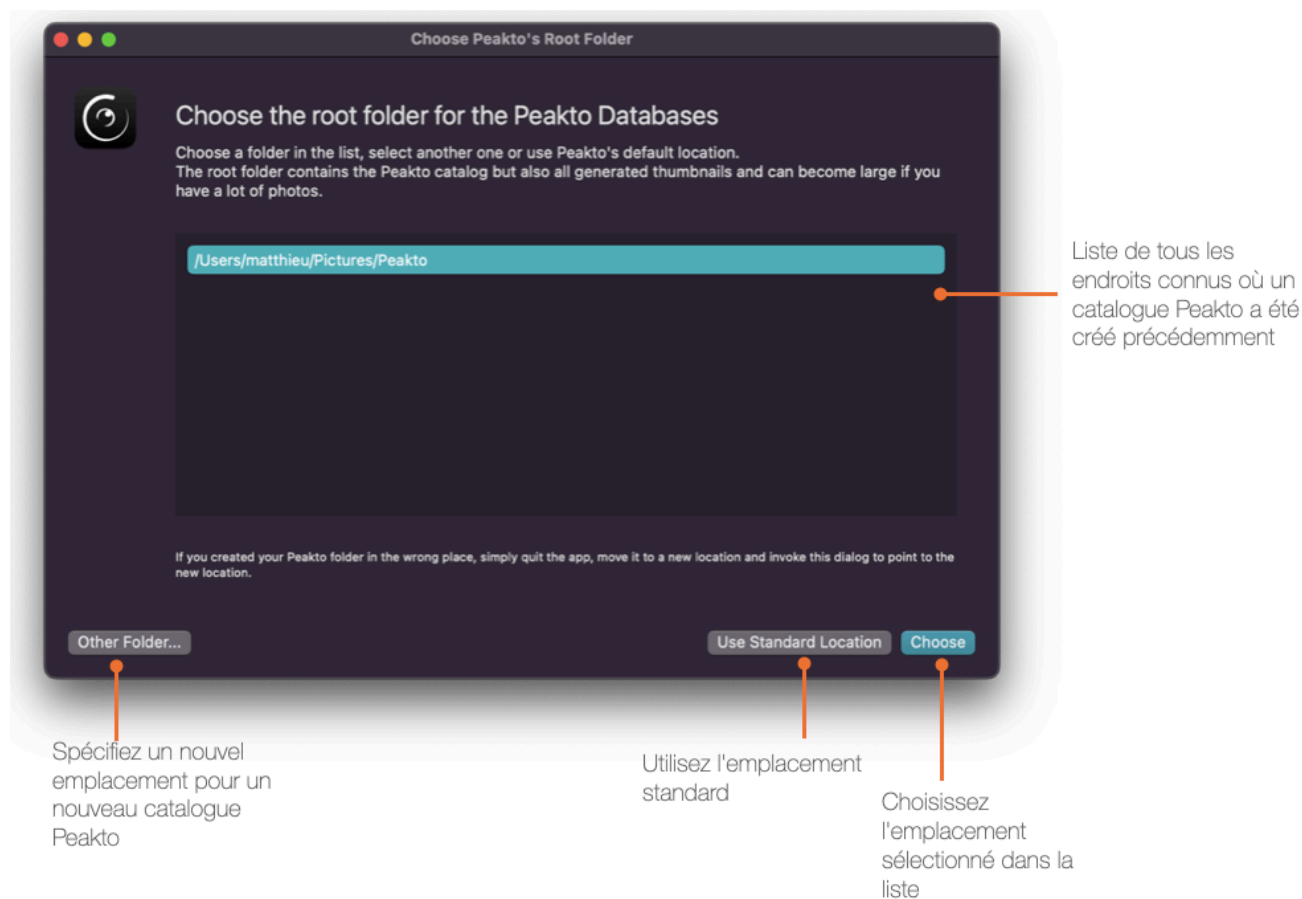 Choose Peakto's Root Folder
Choose the root folder for the Peakto Databases
Choose a folder in the list, select another one or use Peakto's default location.
The root folder contains the Peakto catalog but also all generated thumbnails and can become large if you
have a lot of photos.
/Users/matthieu/Pictures/Peakto
Liste de tous les
endroits connus où un
catalogue Peakto a été
créé précédemment
If you created your Peakto folder in the wrong place, simply quit the app, move it to a new location and invoke this dialog to point to the
new location.
Other Folder...
Use Standard Location
Choose
Spécifiez un nouvel
emplacement pour un
nouveau catalogue
Peakto
Utilisez l'emplacement
standard
Choisissez
l'emplacement
sélectionné dans la
liste